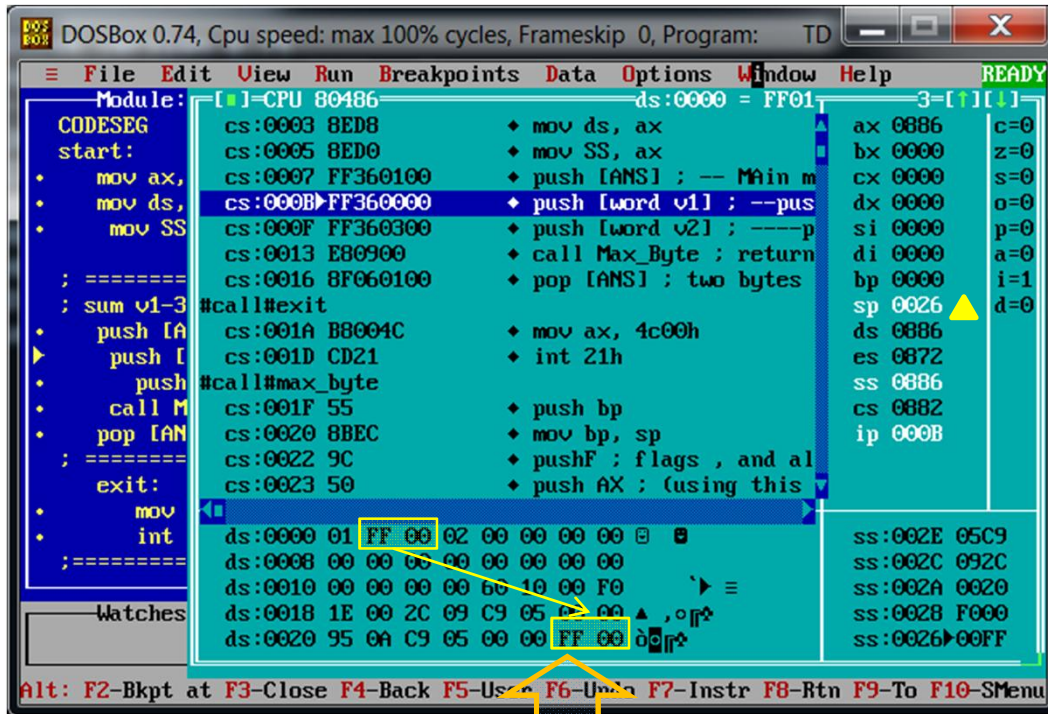 DOSBox 0.74, Cpu speed: max 100% cycles, Frameskip 0, Program: TD
≡ File Edit View Run Breakpoints Data Options Window Help READY
Module: [■]=CPU 80486 ds:0000 = FF01 3=[↑][↓]
CODESEG cs:0003 8ED8 ♦ mov ds, ax ax 0886 c=0
start: cs:0005 8ED0 ♦ mov SS, ax bx 0000 z=0
• mov ax, cs:0007 FF360100 ♦ push [ANS] ; -- MAin m cx 0000 s=0
• mov ds, cs:000B►FF360000 ♦ push [word v1] ; --pus dx 0000 o=0
• mov SS cs:000F FF360300 ♦ push [word v2] ; ----p si 0000 p=0
cs:0013 E80900 ♦ call Max_Byte ; return di 0000 a=0
; ======= cs:0016 8F060100 ♦ pop [ANS] ; two bytes bp 0000 i=1
; sum v1-3 #call#exit sp 0026 d=0
• push [A cs:001A B8004C ♦ mov ax, 4c00h ds 0886
► push [ cs:001D CD21 ♦ int 21h es 0872
• push #call#max_byte ss 0886
• call M cs:001F 55 ♦ push bp cs 0882
• pop [AN cs:0020 8BEC ♦ mov bp, sp ip 000B
; ======= cs:0022 9C ♦ pushF ; flags , and al
exit: cs:0023 50 ♦ push AX ; (using this
• mov
• int ds:0000 01 FF 00 02 00 00 00 00 ☺ ☻ ss:002E 05C9
;========= ds:0008 00 00 00 00 00 00 00 00 ss:002C 092C
ds:0010 00 00 00 00 60 10 00 F0 `► ≡ ss:002A 0020
Watches ds:0018 1E 00 2C 09 C9 05 00 ▲ ,○╔♣ ss:0028 F000
ds:0020 95 0A C9 05 00 00 FF 00 ò◙╔♣ ss:0026►00FF
Alt: F2-Bkpt at F3-Close F4-Back F5-User F6-Undo F7-Instr F8-Rtn F9-To F10-SMenu